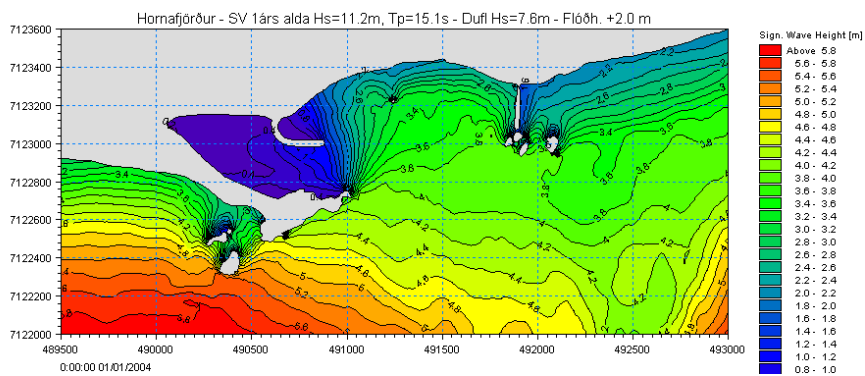 Hornafjörður - SV 1árs alda Hs=11.2m, Tp=15.1s - Dufl Hs=7.6m - Flóðh. +2.0 m
Sign. Wave Height [m]
Above 5.8
5.6 - 5.8
5.4 - 5.6
5.2 - 5.4
5.0 - 5.2
4.8 - 5.0
4.6 - 4.8
4.4 - 4.6
4.2 - 4.4
4.0 - 4.2
3.8 - 4.0
3.6 - 3.8
3.4 - 3.6
3.2 - 3.4
3.0 - 3.2
2.8 - 3.0
2.6 - 2.8
2.4 - 2.6
2.2 - 2.4
2.0 - 2.2
1.8 - 2.0
1.6 - 1.8
1.4 - 1.6
1.2 - 1.4
1.0 - 1.2
0.8 - 1.0
7123600
7123400
7123200
7123000
7122800
7122600
7122400
7122200
7122000
489500 490000 490500 491000 491500 492000 492500 493000
0:00:00 01/01/2004